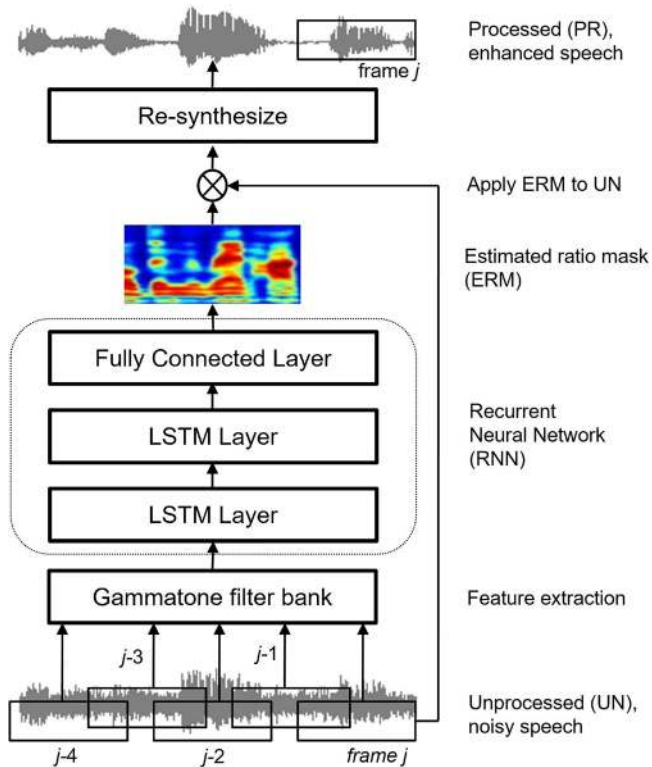 Processed (PR),
enhanced speech
frame j
Re-synthesize
Apply ERM to UN
Estimated ratio mask
(ERM)
Fully Connected Layer
LSTM Layer
Recurrent
Neural Network
(RNN)
LSTM Layer
Gammatone filter bank
Feature extraction
j-3
j-1
Unprocessed (UN),
noisy speech
j-4
j-2
frame j